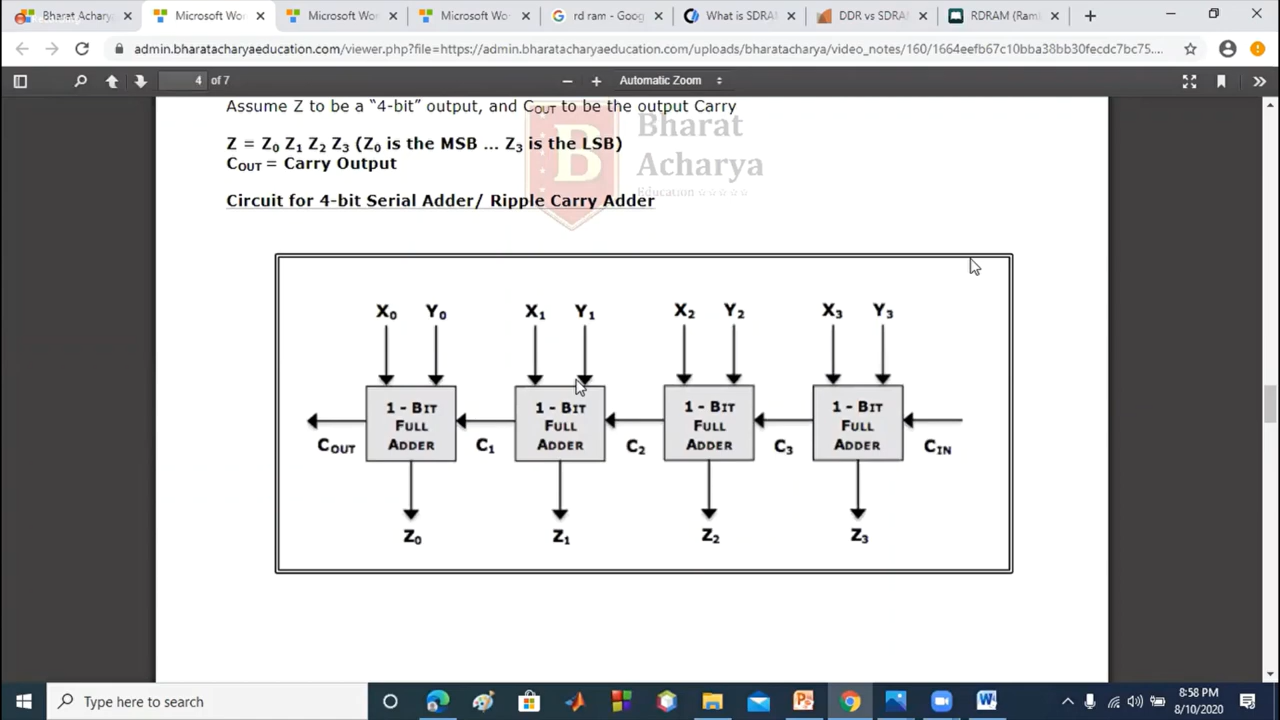 Bharat Acharya
Microsoft Wo
Microsoft Wo
Microsoft Wo
rd ram - Goog
What is SDRA
DDR vs SDRA
RDRAM (Ram
admin.bharatacharyaeducation.com/viewer.php?file=https://admin.bharatacharyaeducation.com/uploads/bharatacharya/video_notes/160/1664eefb67c10bba38bb30fecdc7bc75....
4 of 7
Automatic Zoom
Assume Z to be a “4-bit” output, and COUT to be the output Carry
Bharat
Acharya
Education
B
Z = Z0 Z1 Z2 Z3 (Z0 is the MSB ... Z3 is the LSB)
COUT = Carry Output
Circuit for 4-bit Serial Adder/ Ripple Carry Adder
X0 Y0 X1 Y1 X2 Y2 X3 Y3
1 - BIT FULL ADDER
1 - BIT FULL ADDER
1 - BIT FULL ADDER
1 - BIT FULL ADDER
COUT C1 C2 C3 CIN
Z0 Z1 Z2 Z3
Type here to search
8:58 PM
8/10/2020